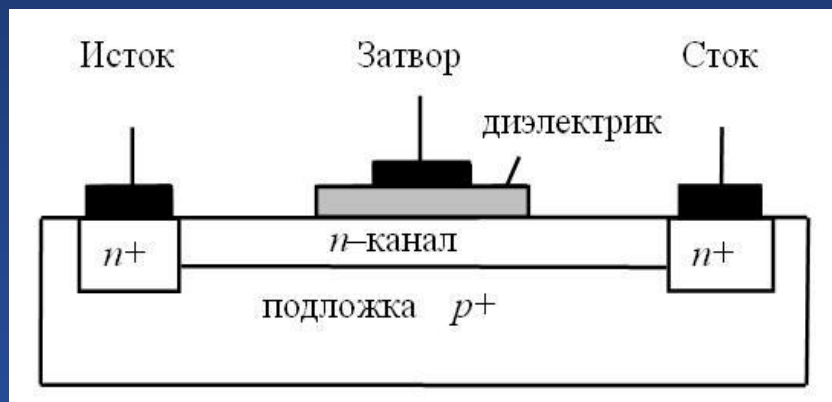 Исток Затвор Сток
диэлектрик
n+ n–канал n+
подложка p+